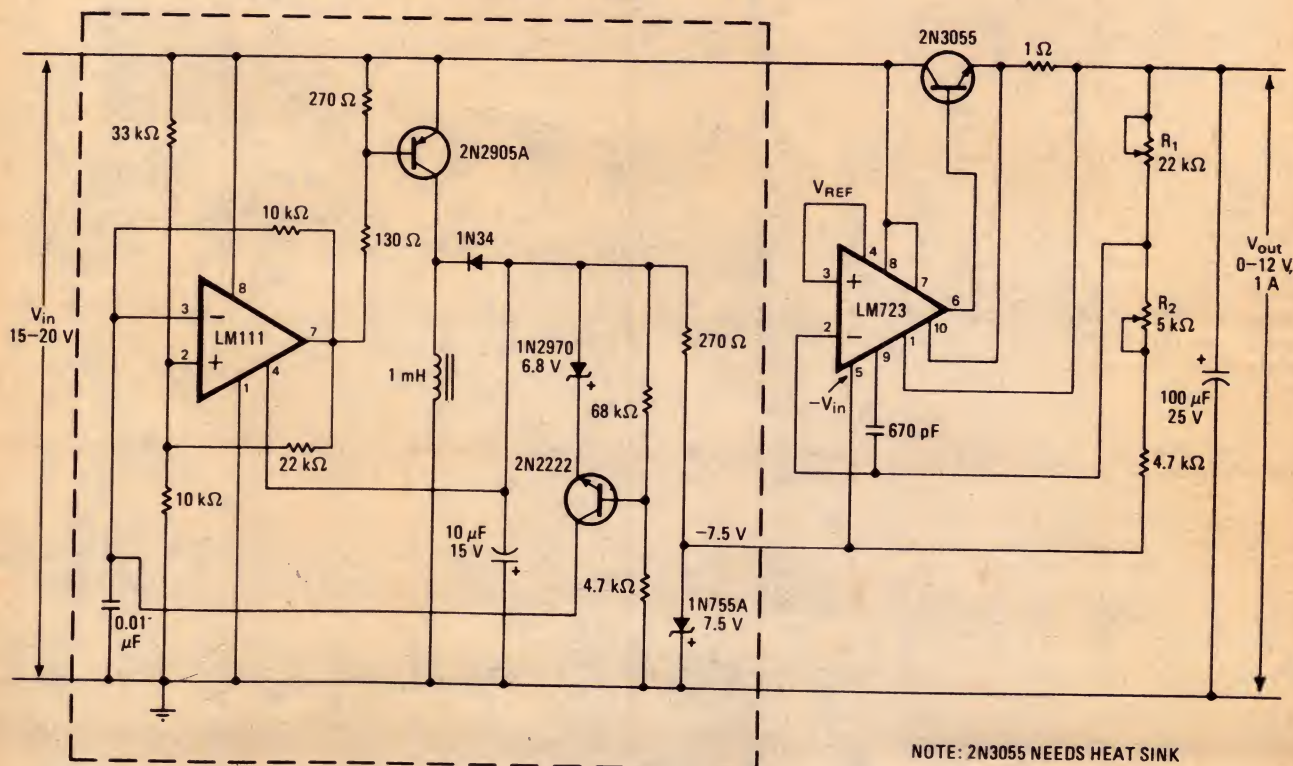 2N3055
1 Ω
270 Ω
33 kΩ
2N2905A
R1
22 kΩ
10 kΩ
VREF
130 Ω
1N34
4
8
Vout
0–12 V,
1 A
3
+
7
8
LM723
6
Vin
15–20 V
3
–
LM111
7
2
–
10
R2
5 kΩ
1N2970
6.8 V
270 Ω
2
+
1
9
1 mH
4
+
5
+
1
–Vin
100 μF
25 V
68 kΩ
670 pF
22 kΩ
2N2222
4.7 kΩ
10 kΩ
10 μF
15 V
–7.5 V
+
4.7 kΩ
1N755A
7.5 V
0.01
μF
+
NOTE: 2N3055 NEEDS HEAT SINK